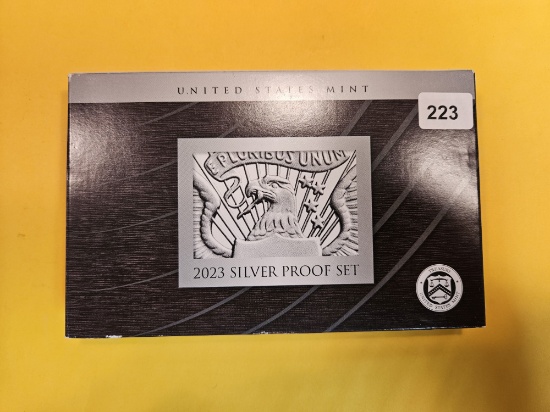 UNITED STATES MINT
223
E PLURIBUS UNUM
2023 SILVER PROOF SET